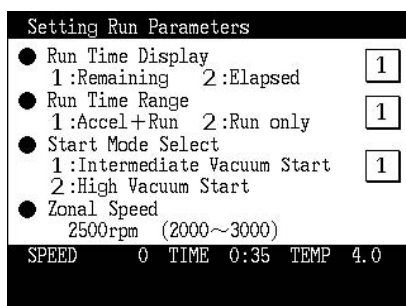 Setting Run Parameters
● Run Time Display
1:Remaining 2:Elapsed 1
● Run Time Range
1:Accel+Run 2:Run only 1
● Start Mode Select
1:Intermediate Vacuum Start 1
2:High Vacuum Start
● Zonal Speed
2500rpm (2000～3000)
SPEED 0 TIME 0:35 TEMP 4.0